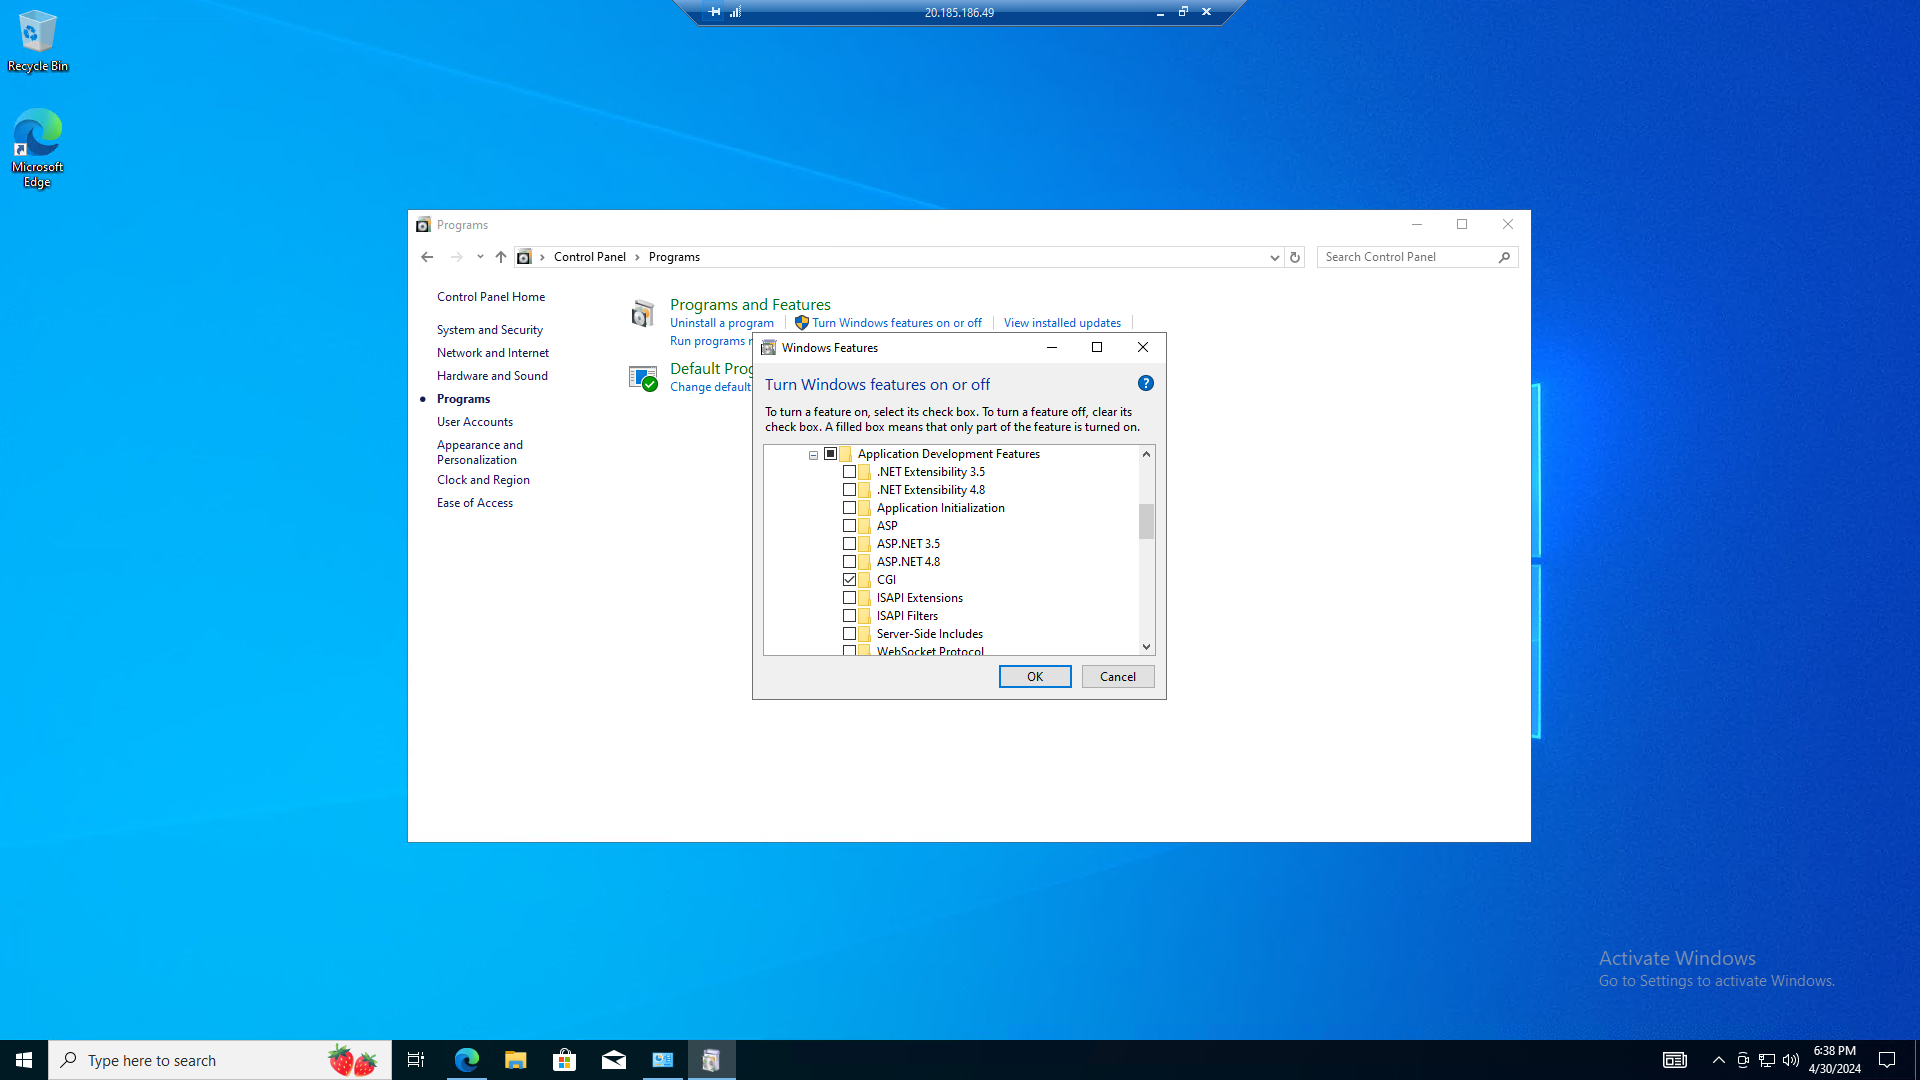 20.185.186.49
Recycle Bin
Microsoft
Edge
Programs
Control Panel
Programs
Search Control Panel
Control Panel Home
System and Security
Network and Internet
Hardware and Sound
Programs
User Accounts
Appearance and
Personalization
Clock and Region
Ease of Access
Programs and Features
Uninstall a program
Turn Windows features on or off
View installed updates
Run programs
Default Prog
Change default
Windows Features
Turn Windows features on or off
To turn a feature on, select its check box. To turn a feature off, clear its
check box. A filled box means that only part of the feature is turned on.
Application Development Features
.NET Extensibility 3.5
.NET Extensibility 4.8
Application Initialization
ASP
ASP.NET 3.5
ASP.NET 4.8
CGI
ISAPI Extensions
ISAPI Filters
Server-Side Includes
WebSocket Protocol
OK
Cancel
Activate Windows
Go to Settings to activate Windows.
Type here to search
6:38 PM
4/30/2024